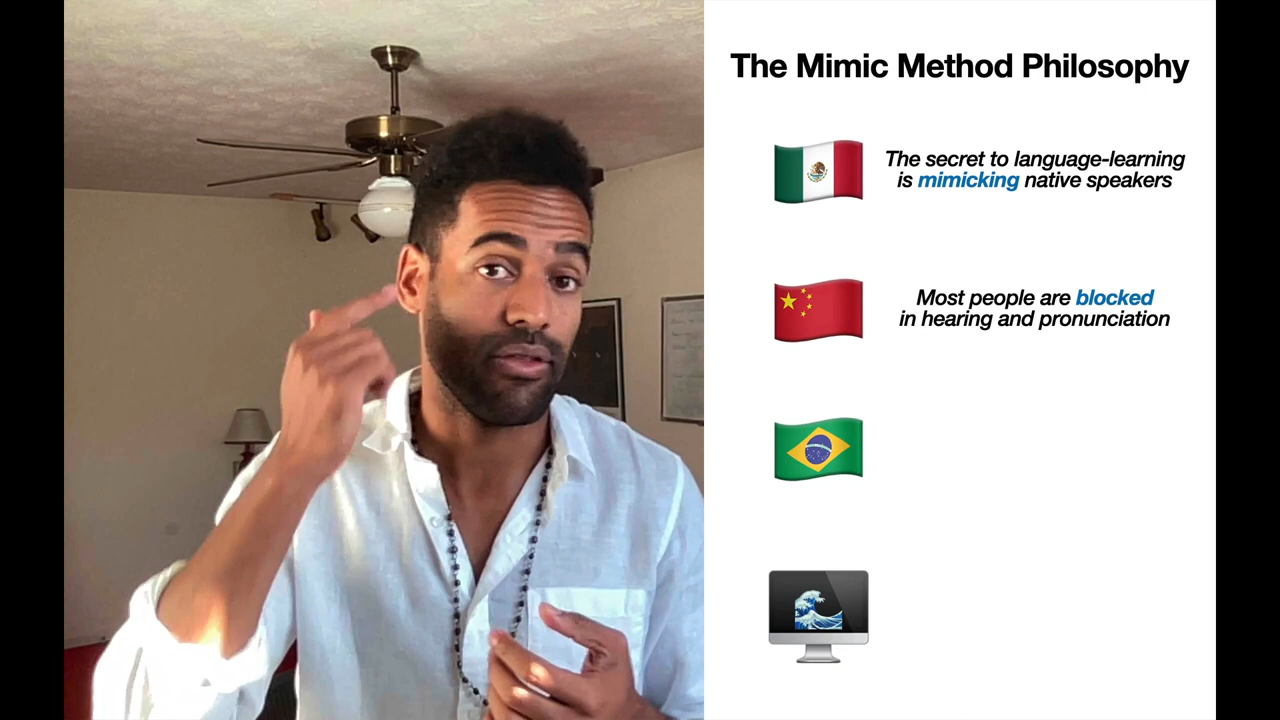 The Mimic Method Philosophy
The secret to language-learning
is mimicking native speakers
Most people are blocked
in hearing and pronunciation